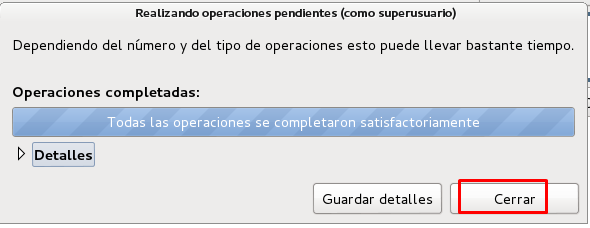 Realizando operaciones pendientes (como superusuario)
Dependiendo del número y del tipo de operaciones esto puede llevar bastante tiempo.
Operaciones completadas:
Todas las operaciones se completaron satisfactoriamente
Detalles
Guardar detalles
Cerrar